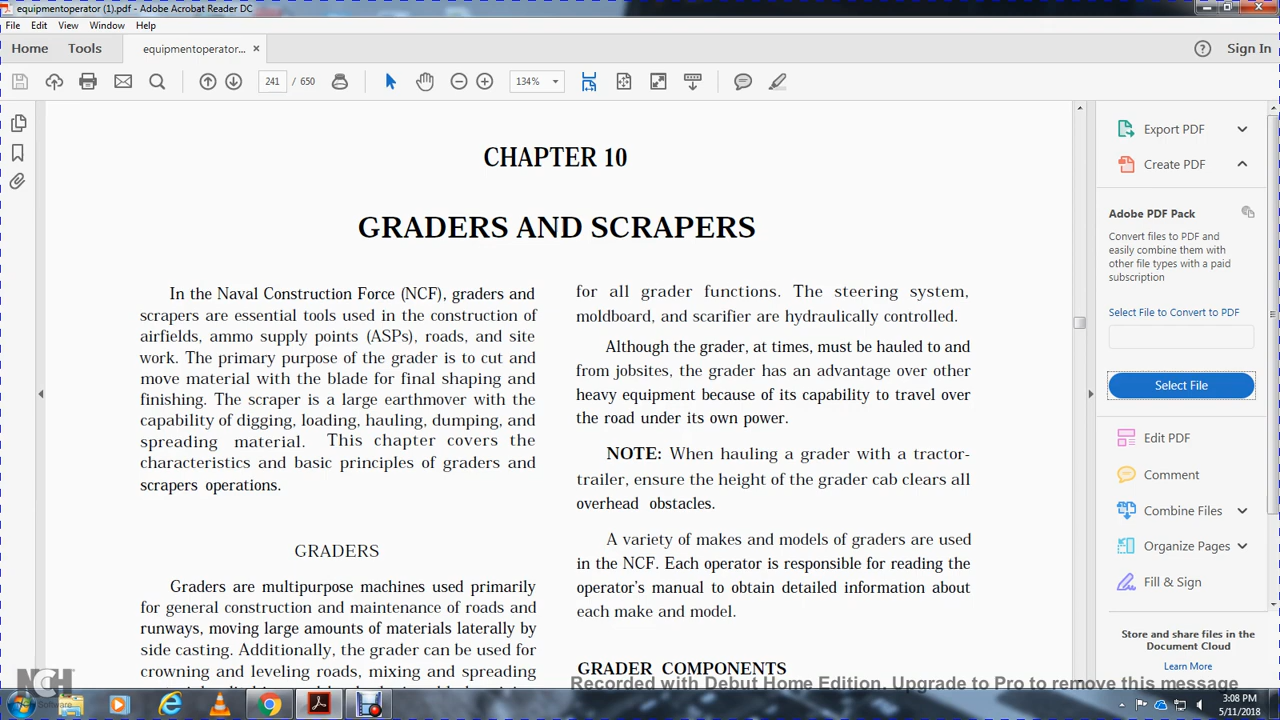 equipmentoperator (1).pdf - Adobe Acrobat Reader DC
File Edit View Window Help
Home Tools equipmentoperator... × Sign In
241 / 650 134%
CHAPTER 10
GRADERS AND SCRAPERS
In the Naval Construction Force (NCF), graders and
scrapers are essential tools used in the construction of
airfields, ammo supply points (ASPs), roads, and site
work. The primary purpose of the grader is to cut and
move material with the blade for final shaping and
finishing. The scraper is a large earthmover with the
capability of digging, loading, hauling, dumping, and
spreading material. This chapter covers the
characteristics and basic principles of graders and
scrapers operations.
GRADERS
Graders are multipurpose machines used primarily
for general construction and maintenance of roads and
runways, moving large amounts of materials laterally by
side casting. Additionally, the grader can be used for
crowning and leveling roads, mixing and spreading
for all grader functions. The steering system,
moldboard, and scarifier are hydraulically controlled.
Although the grader, at times, must be hauled to and
from jobsites, the grader has an advantage over other
heavy equipment because of its capability to travel over
the road under its own power.
NOTE: When hauling a grader with a tractor-
trailer, ensure the height of the grader cab clears all
overhead obstacles.
A variety of makes and models of graders are used
in the NCF. Each operator is responsible for reading the
operator's manual to obtain detailed information about
each make and model.
GRADER COMPONENTS
Export PDF
Create PDF
Adobe PDF Pack
Convert files to PDF and
easily combine them with
other file types with a paid
subscription
Select File to Convert to PDF
Select File
Edit PDF
Comment
Combine Files
Organize Pages
Fill & Sign
Store and share files in the
Document Cloud
Learn More
Recorded with Debut Home Edition. Upgrade to Pro to remove this message
NCH
Software
3:08 PM
5/11/2018